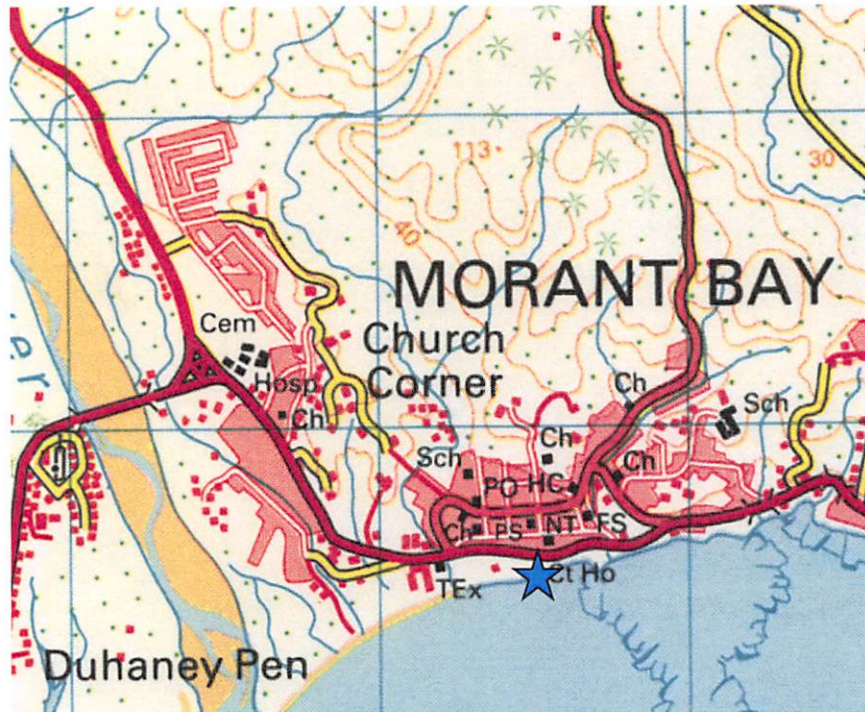 113
30
40
MORANT BAY
Cem
Church
Corner
Hosp
Ch
Ch
Sch
Ch
Sch
Ch
PO
HC
Ch
PS
NT
FS
Ct Ho
TEx
Duhaney Pen